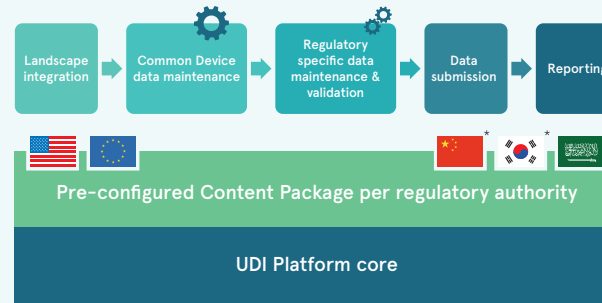 Landscape
integration
Common Device
data maintenance
Regulatory
specific data
maintenance &
validation
Data
submission
Reporting
*
*
Pre-configured Content Package per regulatory authority
UDI Platform core